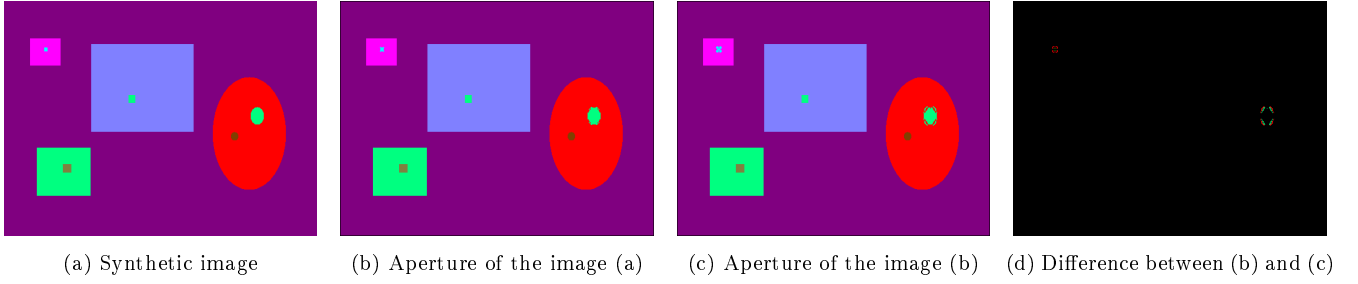 (a) Synthetic image
(b) Aperture of the image (a)
(c) Aperture of the image (b)
(d) Difference between (b) and (c)